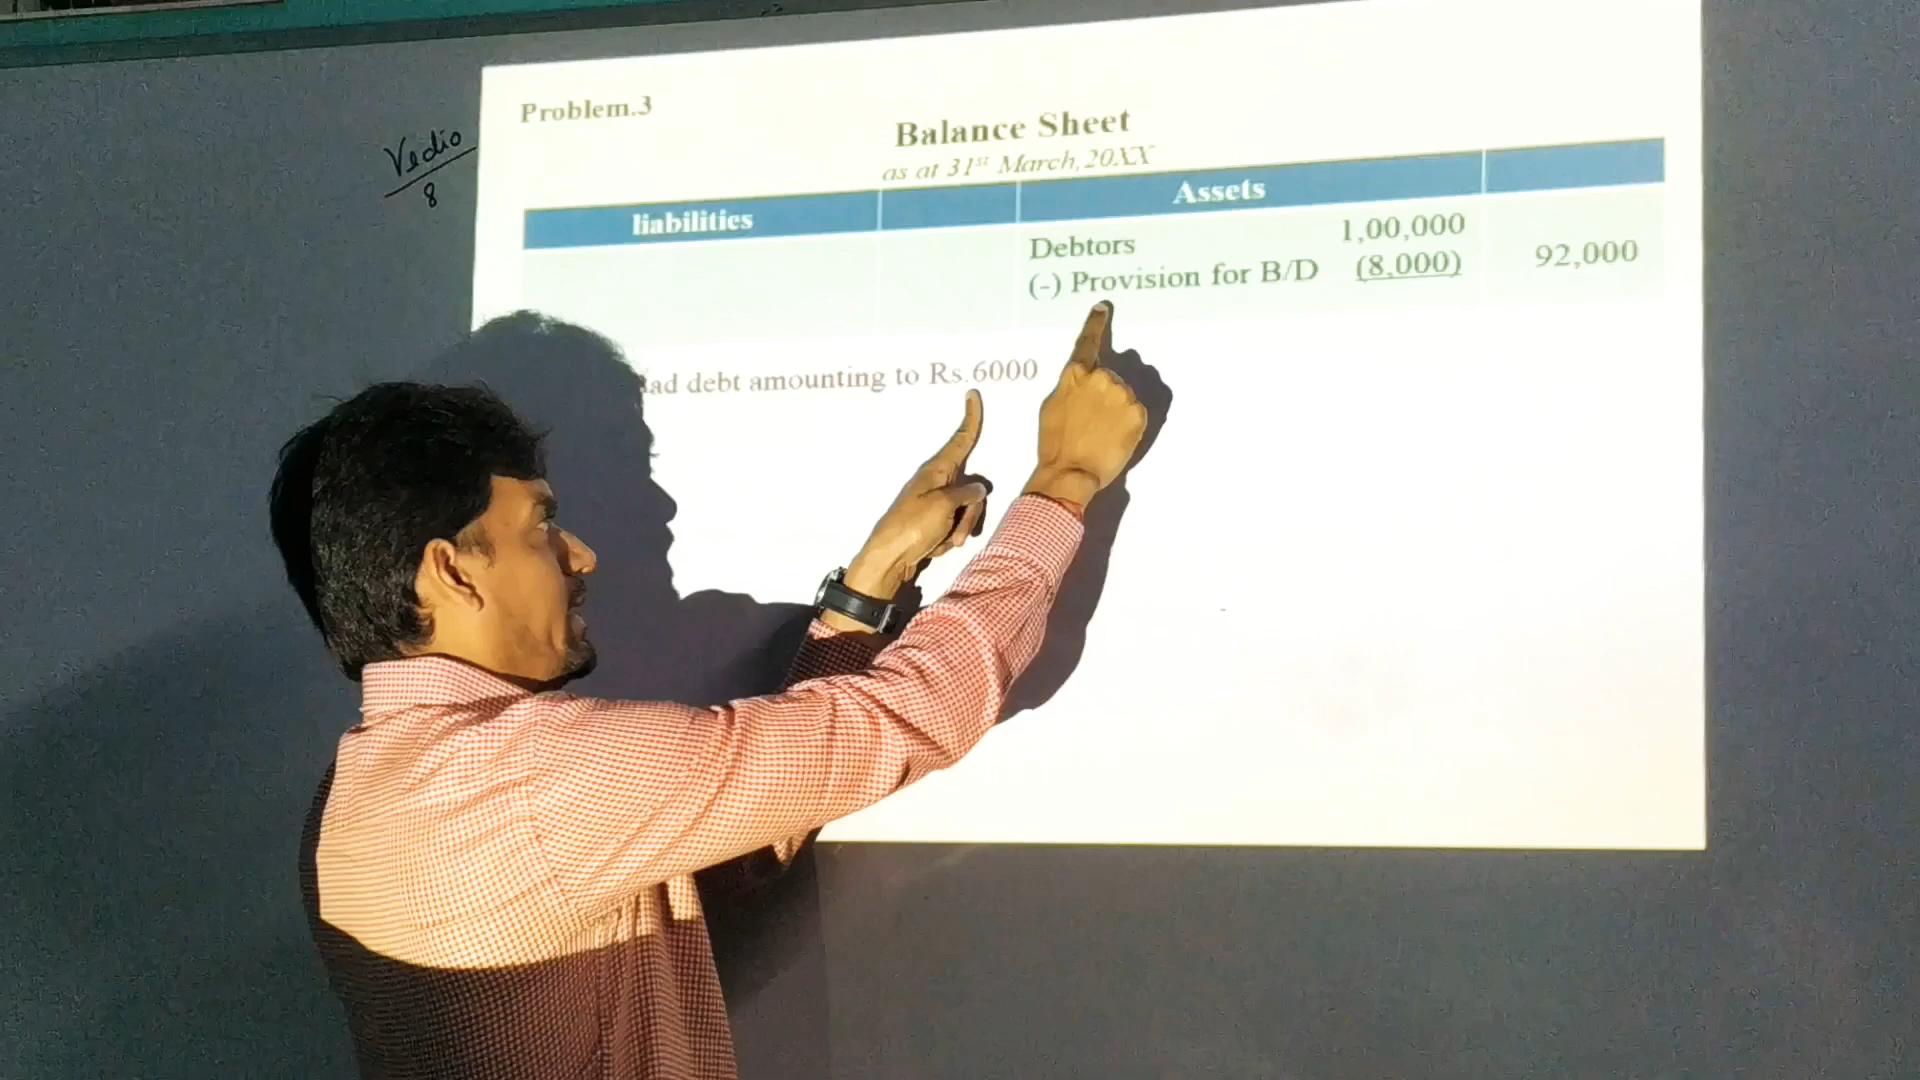 Problem.3
Vedio
8
Balance Sheet
as at 31st March,20XX
liabilities Assets
Debtors 1,00,000
(-) Provision for B/D (8,000) 92,000
debt amounting to Rs.6000